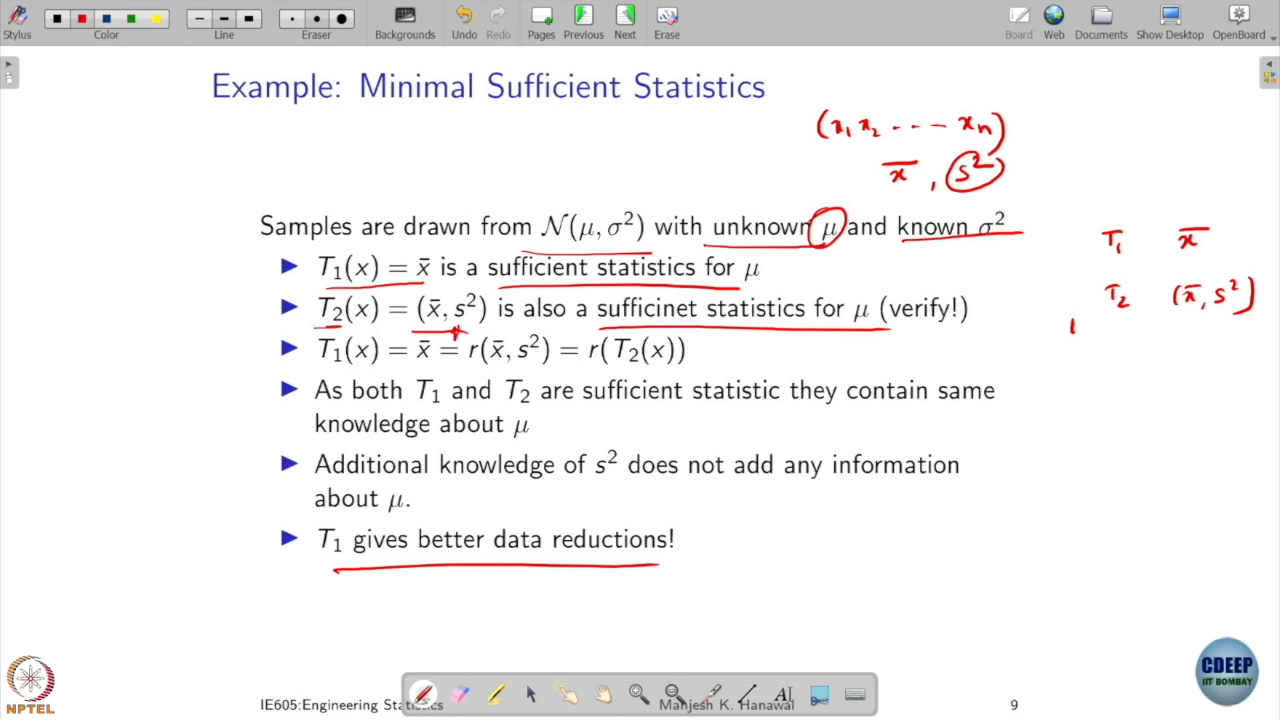 Stylus Color Line Eraser Backgrounds Undo Redo Pages Previous Next Erase Board Web Documents Show Desktop OpenBoard
Example: Minimal Sufficient Statistics
(x₁ x₂ ---- xₙ)
x̄, s²
Samples are drawn from 𝒩(μ, σ²) with unknown μ and known σ²
T₁ x̄
▶ T₁(x) = x̄ is a sufficient statistics for μ
T₂ (x̄, s²)
▶ T₂(x) = (x̄, s²) is also a sufficinet statistics for μ (verify!)
▶ T₁(x) = x̄ = r(x̄, s²) = r(T₂(x))
▶ As both T₁ and T₂ are sufficient statistic they contain same
knowledge about μ
▶ Additional knowledge of s² does not add any information
about μ.
▶ T₁ gives better data reductions!
CDEEP
IIT BOMBAY
NPTEL
IE605:Engineering Statistics Manjesh K. Hanawal 9